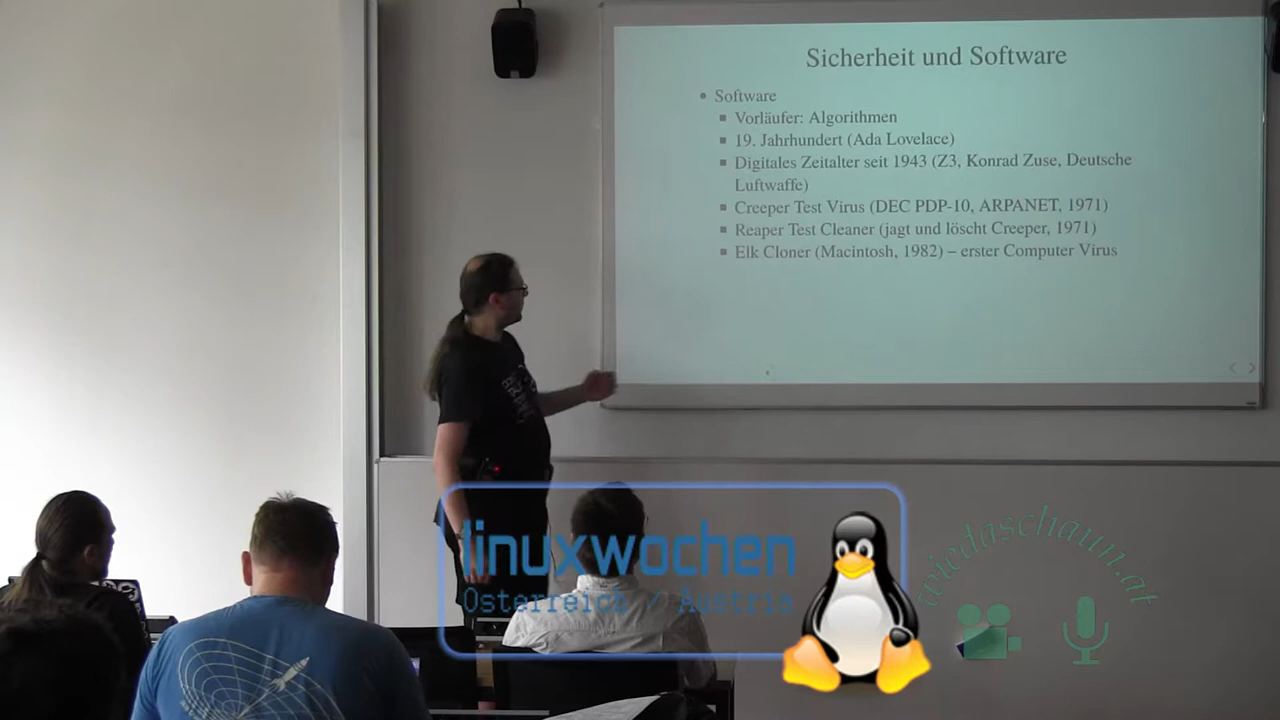 Sicherheit und Software
• Software
▪ Vorläufer: Algorithmen
▪ 19. Jahrhundert (Ada Lovelace)
▪ Digitales Zeitalter seit 1943 (Z3, Konrad Zuse, Deutsche
Luftwaffe)
▪ Creeper Test Virus (DEC PDP-10, ARPANET, 1971)
▪ Reaper Test Cleaner (jagt und löscht Creeper, 1971)
▪ Elk Cloner (Macintosh, 1982) – erster Computer Virus
linuxwochen
Österreich / Austria
wiedaschaun.at